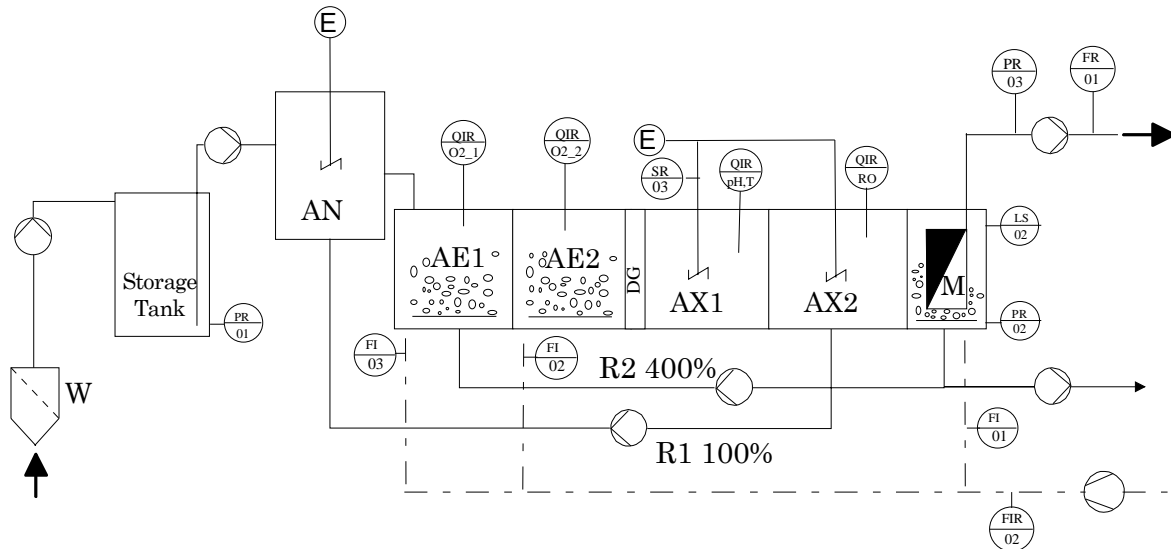 E
PR
03
FR
01
QIR
O2_1
QIR
O2_2
E
SR
03
QIR
pH,T
QIR
RO
AN
Storage
Tank
PR
01
AE1
AE2
DG
AX1
AX2
M
LS
02
PR
02
W
FI
03
FI
02
R2 400%
R1 100%
FI
01
FIR
02